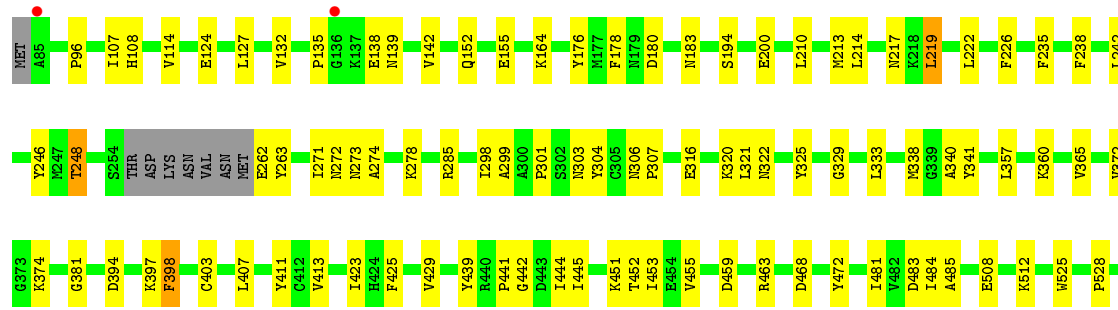 MET A85 P96 I107 H108 V114 E124 L127 V132 P135 G136 K137 E138 N139 V142 Q152 E155 K164 Y176 M177 F178 N179 D180 N183 S194 E200 L210 M213 L214 N217 K218 L219 L222 F226 F235 F238 L242
Y246 M247 T248 S254 THR ASP LYS ASN VAL ASN MET E262 Y263 I271 N272 N273 A274 K278 R285 I298 A299 A300 P301 S302 N303 Y304 C305 N306 P307 E316 K320 L321 N322 Y325 G329 L333 M338 G339 A340 Y341 L357 K360 V365 V372
G373 K374 G381 D394 K397 F398 C403 L407 Y411 C412 V413 I423 H424 F425 V429 Y439 R440 P441 G442 D443 I444 I445 K451 T452 I453 E454 V455 D459 R463 D468 Y472 I481 V482 D483 I484 A485 E508 K512 W525 P528